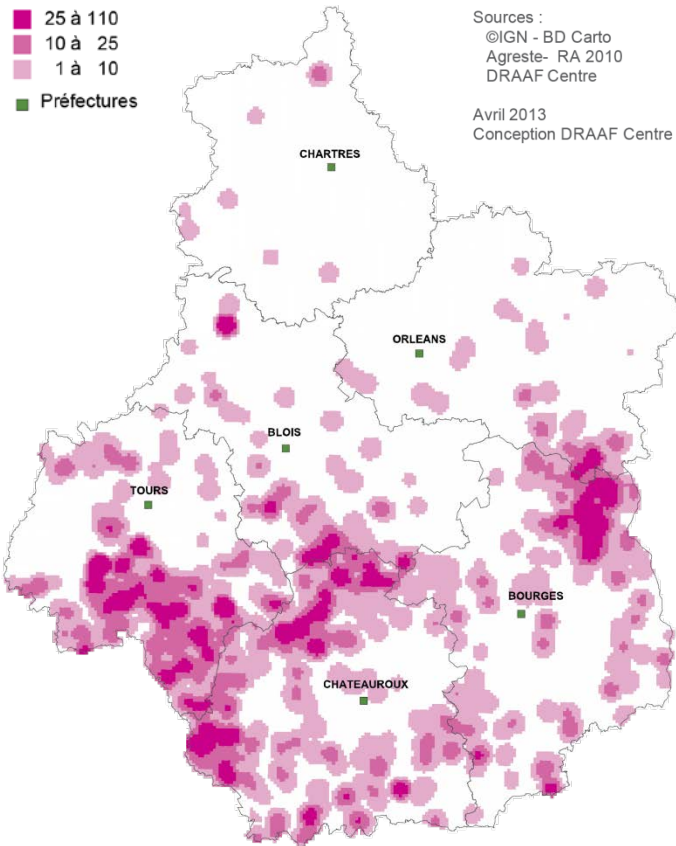 25 à 110
10 à 25
1 à 10
Préfectures
Sources :
©IGN - BD Carto
Agreste- RA 2010
DRAAF Centre
Avril 2013
Conception DRAAF Centre
CHARTRES
ORLEANS
BLOIS
TOURS
BOURGES
CHATEAUROUX